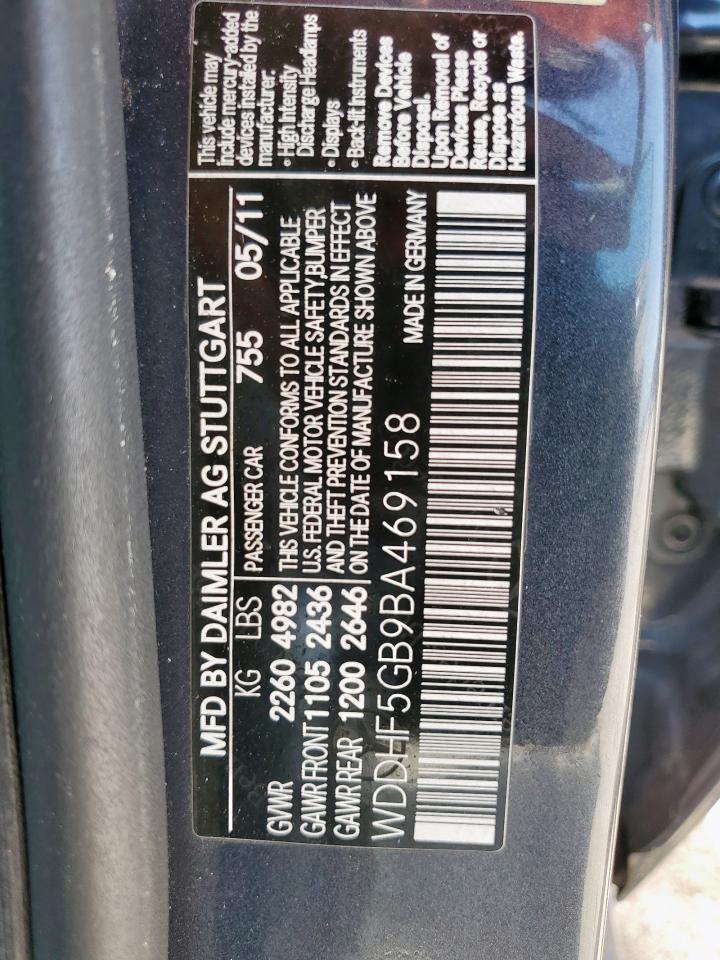 MFD BY DAIMLER AG STUTTGART
KG LBS
GVWR 2260 4982
GAWR FRONT 1105 2436
GAWR REAR 1200 2646
PASSENGER CAR 755 05/11
THIS VEHICLE CONFORMS TO ALL APPLICABLE
U.S. FEDERAL MOTOR VEHICLE SAFETY,BUMPER
AND THEFT PREVENTION STANDARDS IN EFFECT
ON THE DATE OF MANUFACTURE SHOWN ABOVE
WDDHF5GB9BA469158
MADE IN GERMANY
This vehicle may
include mercury-added
devices installed by the
manufacturer:
• High Intensity
Discharge Headlamps
• Displays
• Back-lit Instruments
Remove Devices
Before Vehicle
Disposal.
Upon Removal of
Devices, Please
Reuse, Recycle or
Dispose as
Hazardous Waste.